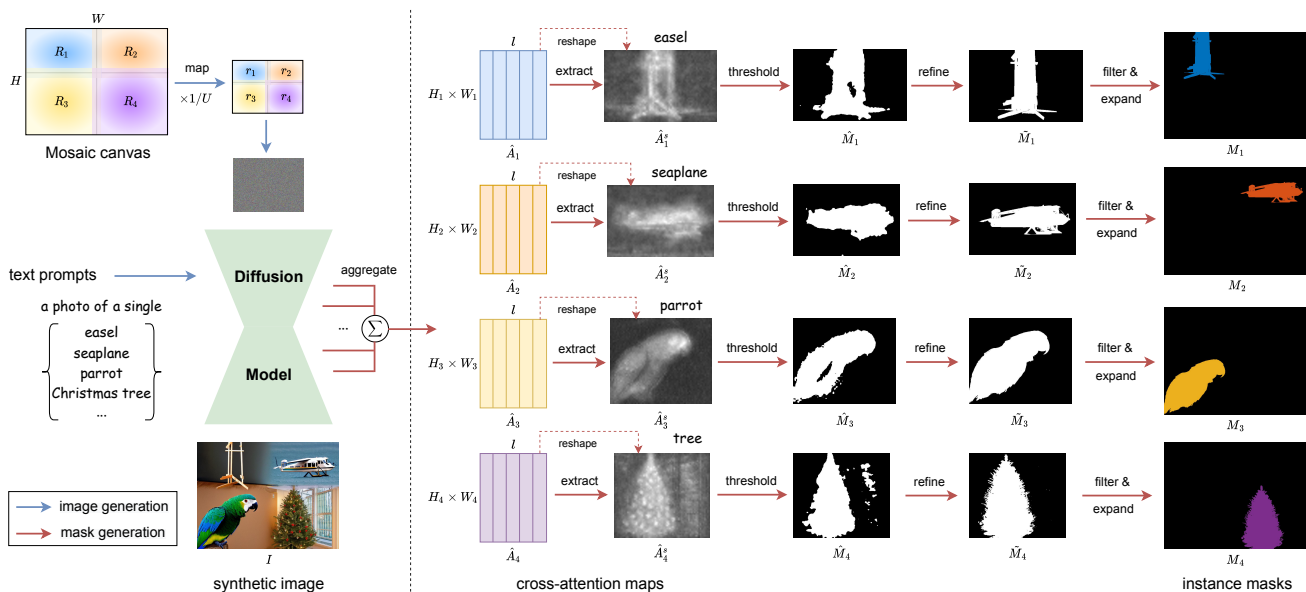 W
H
R₁
R₂
R₃
R₄
Mosaic canvas
map
×1/U
r₁
r₂
r₃
r₄
text prompts
a photo of a single
easel
seaplane
parrot
Christmas tree
...
Diffusion
Model
aggregate
...
∑
image generation
mask generation
I
synthetic image
l
reshape
easel
H₁ × W₁
extract
threshold
refine
filter &
expand
Â₁
Â₁ˢ
M̂₁
M̃₁
M₁
l
reshape
seaplane
H₂ × W₂
extract
threshold
refine
filter &
expand
Â₂
Â₂ˢ
M̂₂
M̃₂
M₂
l
reshape
parrot
H₃ × W₃
extract
threshold
refine
filter &
expand
Â₃
Â₃ˢ
M̂₃
M̃₃
M₃
l
reshape
tree
H₄ × W₄
extract
threshold
refine
filter &
expand
Â₄
Â₄ˢ
M̂₄
M̃₄
M₄
cross-attention maps
instance masks